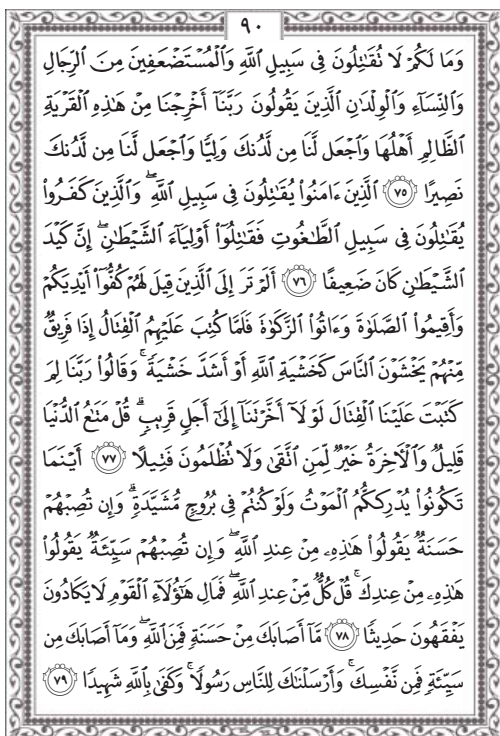 ٩٠
وَمَا لَكُمْ لَا تُقَٰتِلُونَ فِى سَبِيلِ ٱللَّهِ وَٱلْمُسْتَضْعَفِينَ مِنَ ٱلرِّجَالِ
وَٱلنِّسَآءِ وَٱلْوِلْدَٰنِ ٱلَّذِينَ يَقُولُونَ رَبَّنَآ أَخْرِجْنَا مِنْ هَٰذِهِ ٱلْقَرْيَةِ
ٱلظَّالِمِ أَهْلُهَا وَٱجْعَل لَّنَا مِن لَّدُنكَ وَلِيًّا وَٱجْعَل لَّنَا مِن لَّدُنكَ
نَصِيرًا ٧٥ ٱلَّذِينَ ءَامَنُوا۟ يُقَٰتِلُونَ فِى سَبِيلِ ٱللَّهِ ۖ وَٱلَّذِينَ كَفَرُوا۟
يُقَٰتِلُونَ فِى سَبِيلِ ٱلطَّٰغُوتِ فَقَٰتِلُوٓا۟ أَوْلِيَآءَ ٱلشَّيْطَٰنِ ۖ إِنَّ كَيْدَ
ٱلشَّيْطَٰنِ كَانَ ضَعِيفًا ٧٦ أَلَمْ تَرَ إِلَى ٱلَّذِينَ قِيلَ لَهُمْ كُفُّوٓا۟ أَيْدِيَكُمْ
وَأَقِيمُوا۟ ٱلصَّلَوٰةَ وَءَاتُوا۟ ٱلزَّكَوٰةَ فَلَمَّا كُتِبَ عَلَيْهِمُ ٱلْقِتَالُ إِذَا فَرِيقٌ
مِّنْهُمْ يَخْشَوْنَ ٱلنَّاسَ كَخَشْيَةِ ٱللَّهِ أَوْ أَشَدَّ خَشْيَةً ۚ وَقَالُوا۟ رَبَّنَا لِمَ
كَتَبْتَ عَلَيْنَا ٱلْقِتَالَ لَوْلَآ أَخَّرْتَنَآ إِلَىٰٓ أَجَلٍ قَرِيبٍ ۗ قُلْ مَتَٰعُ ٱلدُّنْيَا
قَلِيلٌ وَٱلْءَاخِرَةُ خَيْرٌ لِّمَنِ ٱتَّقَىٰ وَلَا تُظْلَمُونَ فَتِيلًا ٧٧ أَيْنَمَا
تَكُونُوا۟ يُدْرِككُّمُ ٱلْمَوْتُ وَلَوْ كُنتُمْ فِى بُرُوجٍ مُّشَيَّدَةٍ ۗ وَإِن تُصِبْهُمْ
حَسَنَةٌ يَقُولُوا۟ هَٰذِهِۦ مِنْ عِندِ ٱللَّهِ ۖ وَإِن تُصِبْهُمْ سَيِّئَةٌ يَقُولُوا۟
هَٰذِهِۦ مِنْ عِندِكَ ۚ قُلْ كُلٌّ مِّنْ عِندِ ٱللَّهِ ۖ فَمَالِ هَٰٓؤُلَآءِ ٱلْقَوْمِ لَا يَكَادُونَ
يَفْقَهُونَ حَدِيثًا ٧٨ مَّآ أَصَابَكَ مِنْ حَسَنَةٍ فَمِنَ ٱللَّهِ ۖ وَمَآ أَصَابَكَ مِن
سَيِّئَةٍ فَمِن نَّفْسِكَ ۚ وَأَرْسَلْنَٰكَ لِلنَّاسِ رَسُولًا ۚ وَكَفَىٰ بِٱللَّهِ شَهِيدًا ٧٩